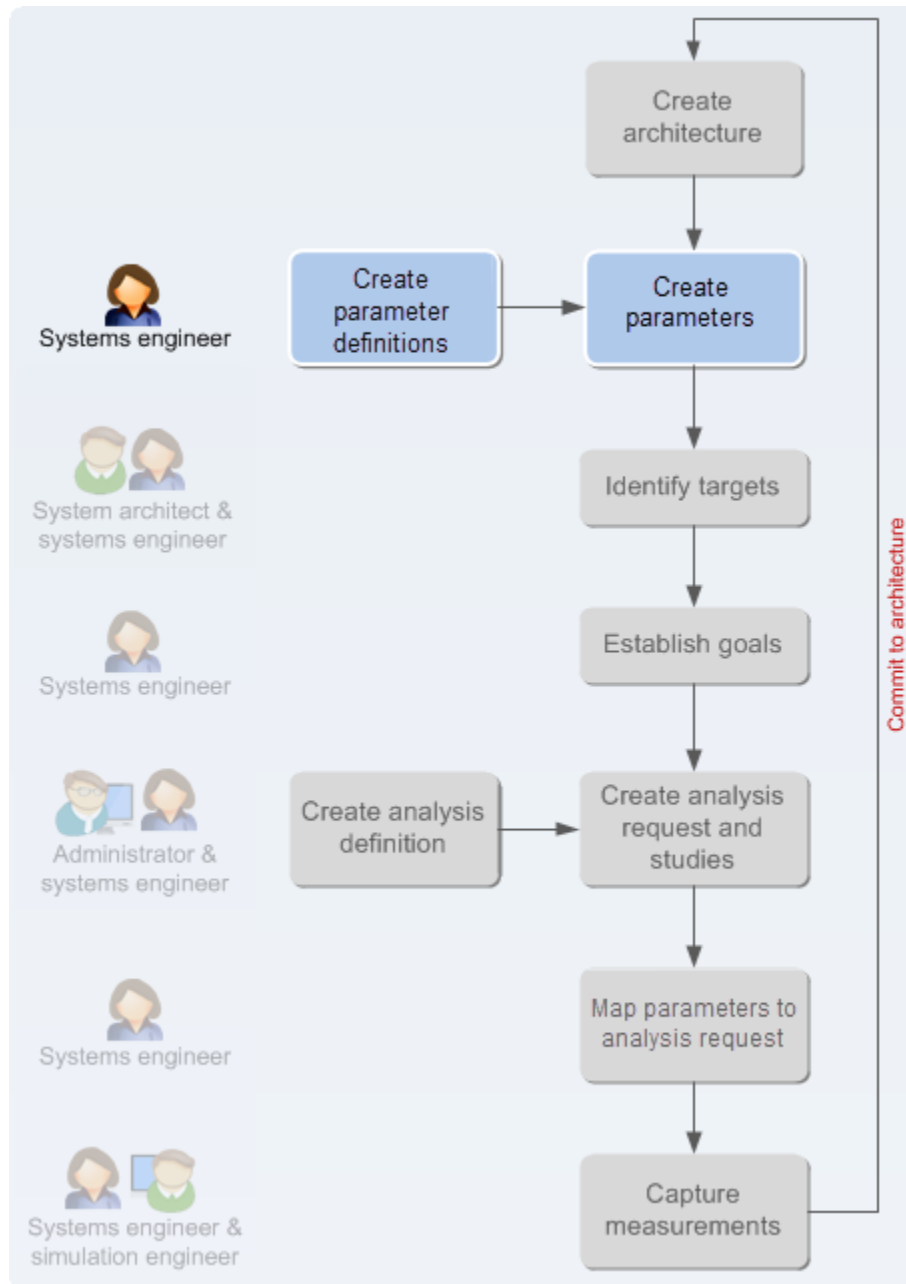 Create
architecture
Systems engineer
Create
parameter
definitions
Create
parameters
System architect &
systems engineer
Identify targets
Systems engineer
Establish goals
Administrator &
systems engineer
Create analysis
definition
Create analysis
request and
studies
Systems engineer
Map parameters to
analysis request
Systems engineer &
simulation engineer
Capture
measurements
Commit to architecture